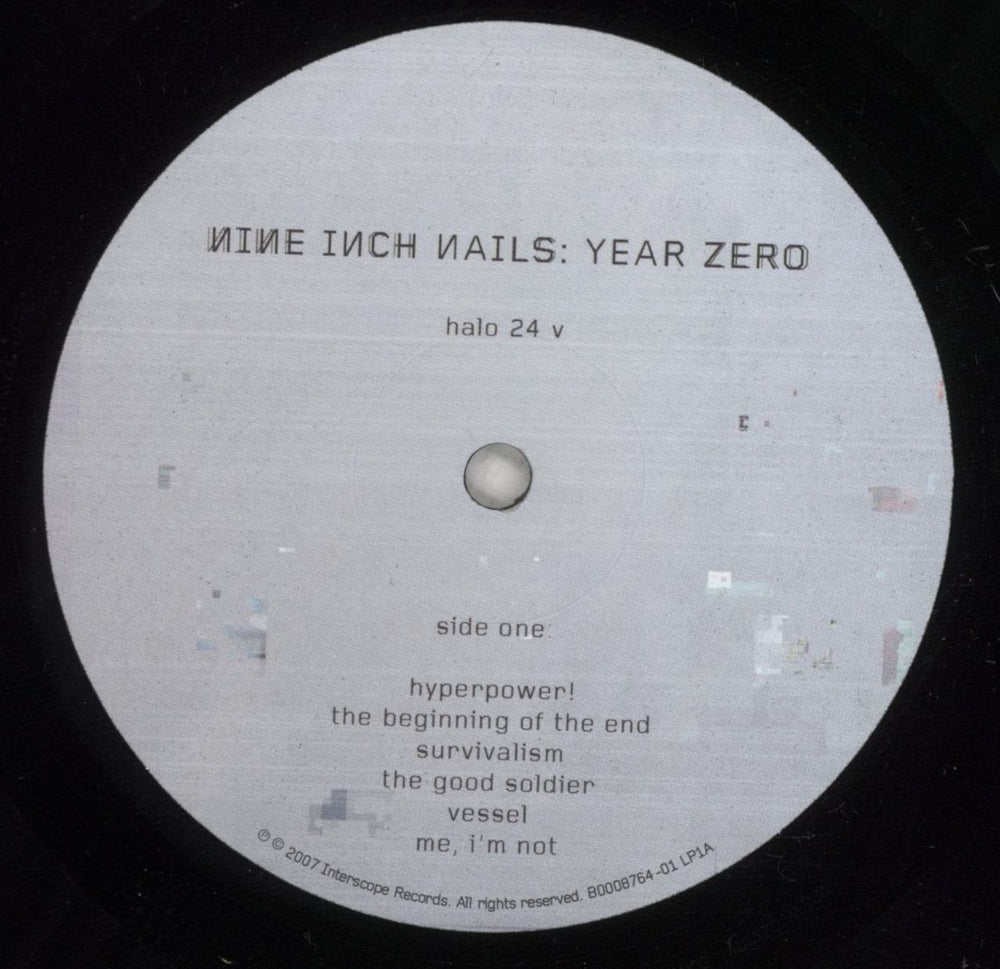 NINE INCH NAILS: YEAR ZERO
halo 24 v
side one:
hyperpower!
the beginning of the end
survivalism
the good soldier
vessel
me, i'm not
℗ © 2007 Interscope Records. All rights reserved. B0008764-01 LP1A